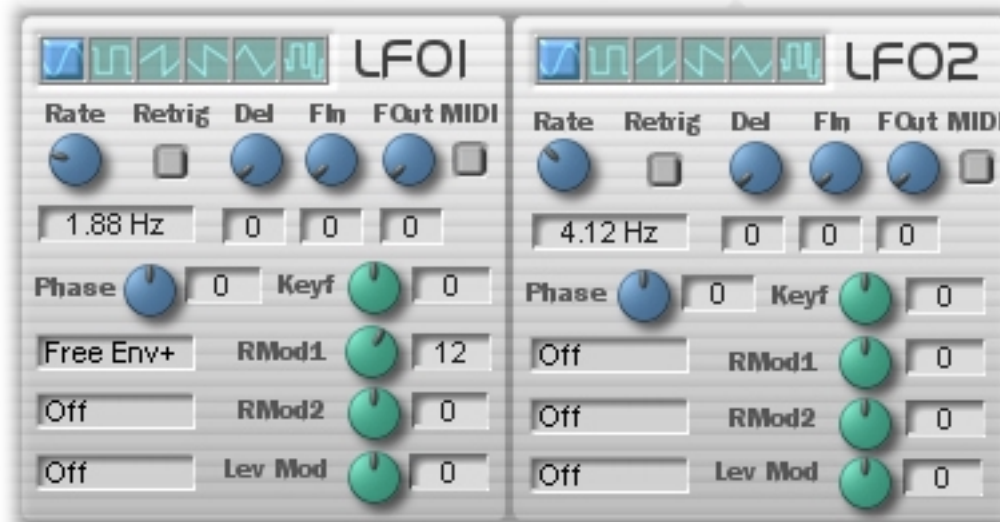 LFO1
Rate Retrig Del FIn FOut MIDI
1.88 Hz 0 0 0
Phase 0 Keyf 0
Free Env+ RMod1 12
Off RMod2 0
Off Lev Mod 0
LFO2
Rate Retrig Del FIn FOut MIDI
4.12 Hz 0 0 0
Phase 0 Keyf 0
Off RMod1 0
Off RMod2 0
Off Lev Mod 0